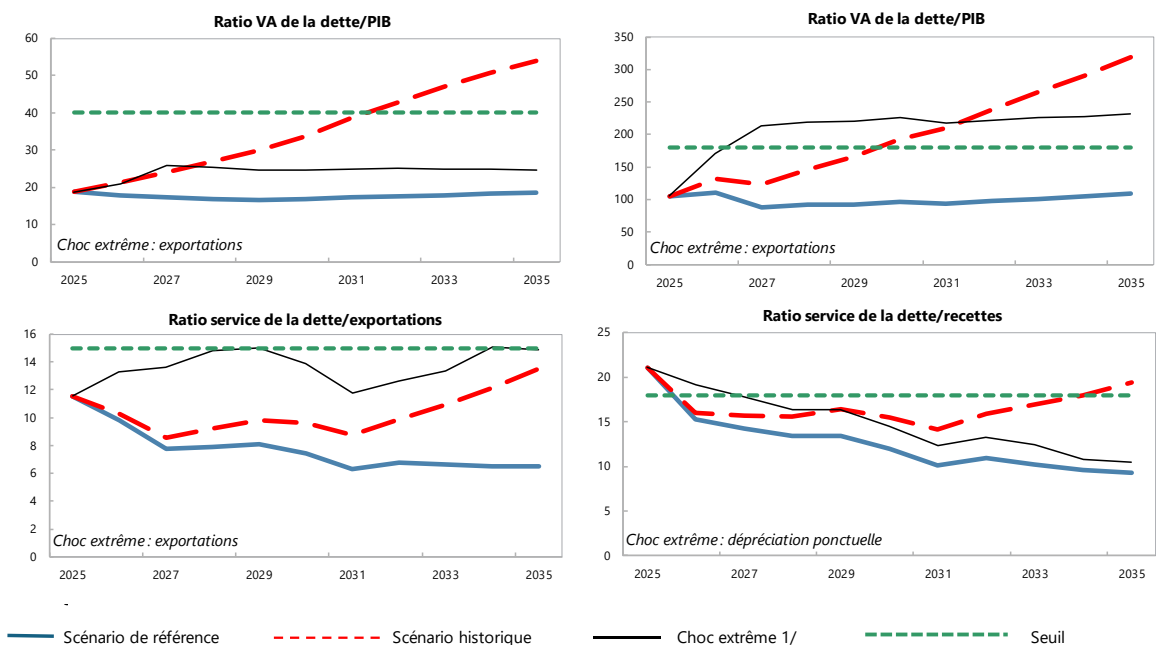 Ratio VA de la dette/PIB
60
50
40
30
20
10
0
Choc extrême : exportations
2025 2027 2029 2031 2033 2035
Ratio VA de la dette/PIB
350
300
250
200
150
100
50
0
Choc extrême : exportations
2025 2027 2029 2031 2033 2035
Ratio service de la dette/exportations
16
14
12
10
8
6
4
2
0
Choc extrême : exportations
2025 2027 2029 2031 2033 2035
Ratio service de la dette/recettes
25
20
15
10
5
0
Choc extrême : dépréciation ponctuelle
2025 2027 2029 2031 2033 2035
-
Scénario de référence Scénario historique Choc extrême 1/ Seuil